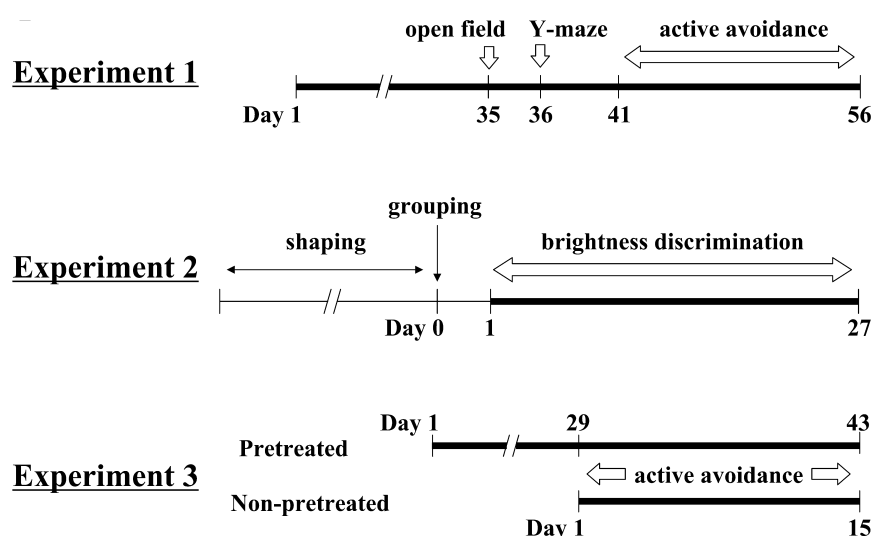 open field Y-maze active avoidance
Experiment 1
Day 1 35 36 41 56
grouping
shaping brightness discrimination
Experiment 2
Day 0 1 27
Day 1 29 43
Pretreated
Experiment 3 active avoidance
Non-pretreated
Day 1 15